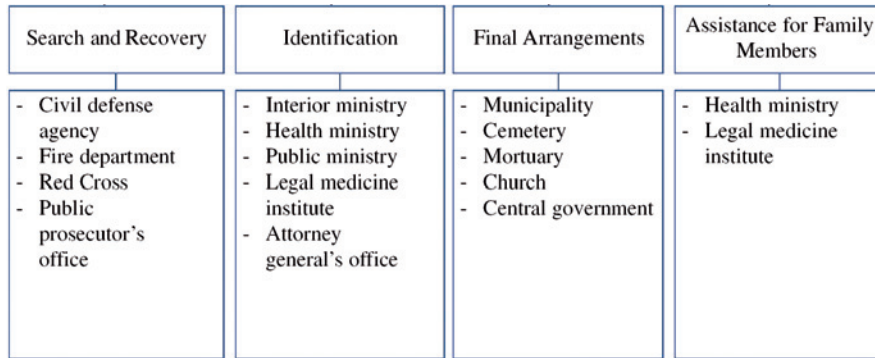 Search and Recovery
- Civil defense
agency
- Fire department
- Red Cross
- Public
prosecutor's
office
Identification
- Interior ministry
- Health ministry
- Public ministry
- Legal medicine
institute
- Attorney
general's office
Final Arrangements
- Municipality
- Cemetery
- Mortuary
- Church
- Central government
Assistance for Family
Members
- Health ministry
- Legal medicine
institute